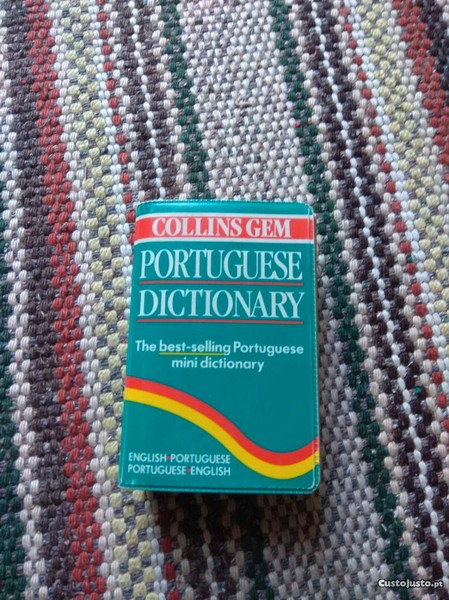 COLLINS GEM
PORTUGUESE
DICTIONARY
The best-selling Portuguese
mini dictionary
ENGLISH•PORTUGUESE
PORTUGUESE•ENGLISH
CustoJusto.pt